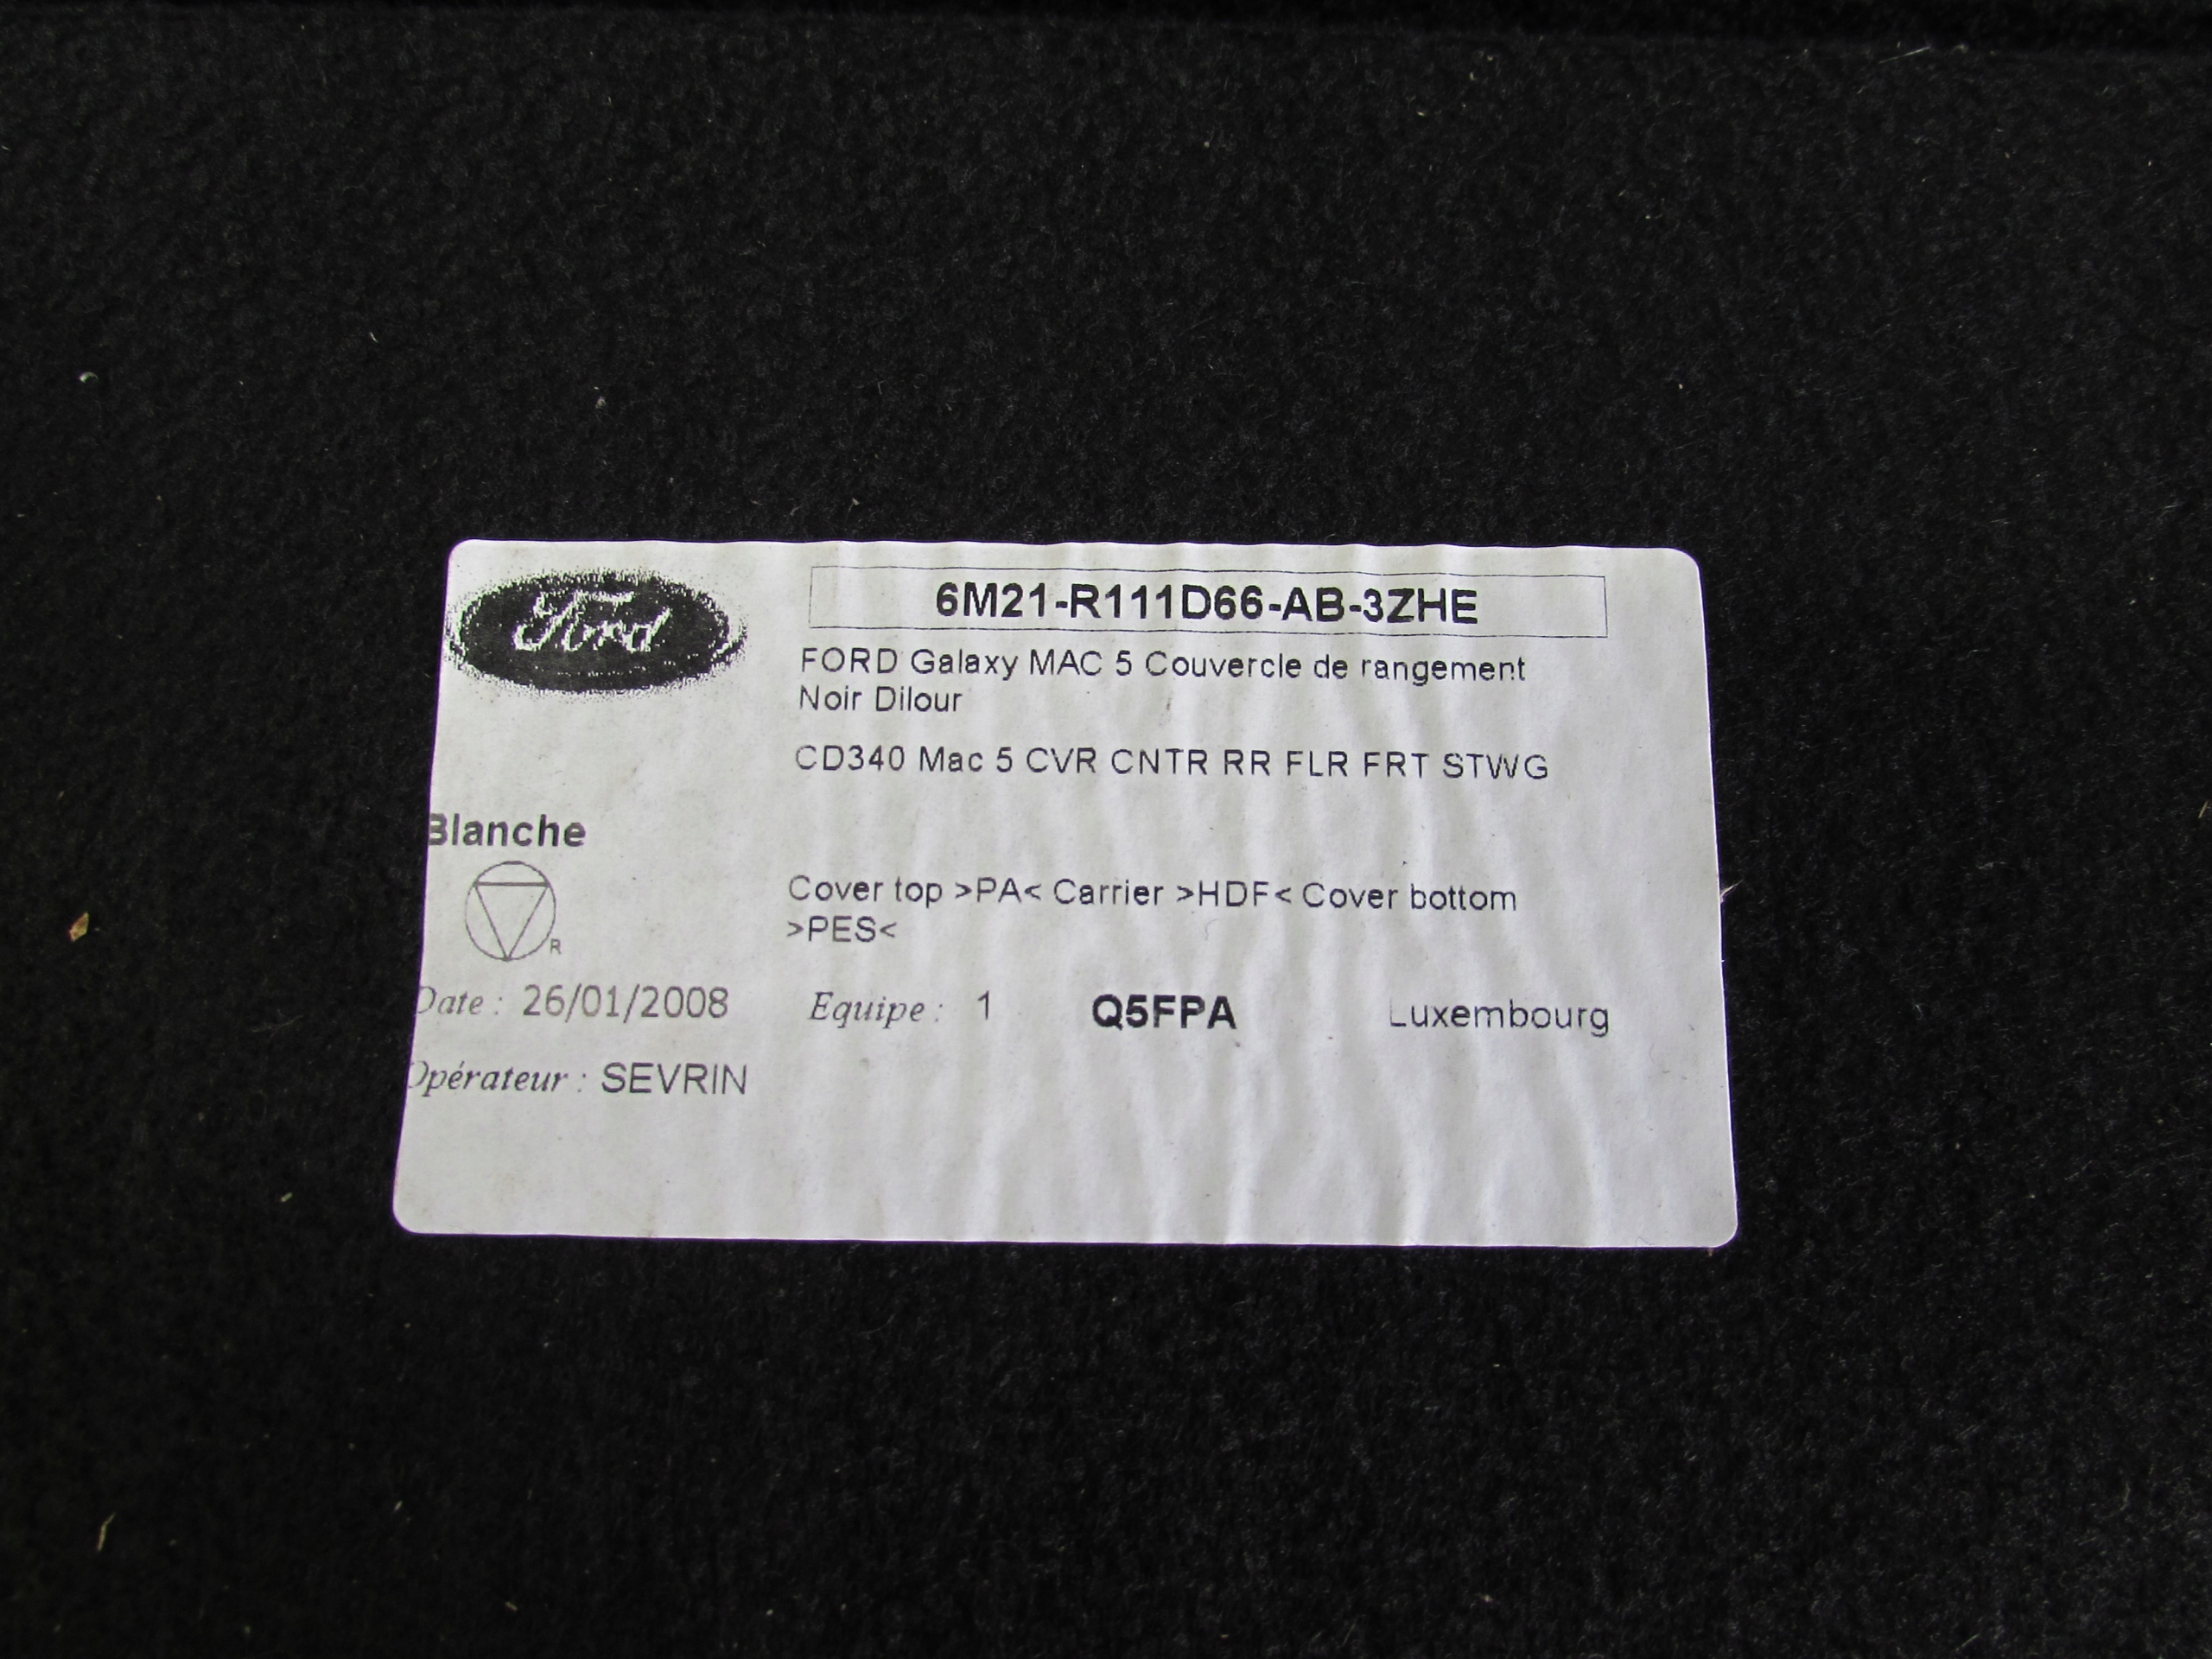 Ford
6M21-R111D66-AB-3ZHE
FORD Galaxy MAC 5 Couvercle de rangement
Noir Dilour
CD340 Mac 5 CVR CNTR RR FLR FRT STWG
Blanche
R
Cover top >PA< Carrier >HDF< Cover bottom
>PES<
Date : 26/01/2008 Equipe : 1 Q5FPA Luxembourg
Opérateur : SEVRIN